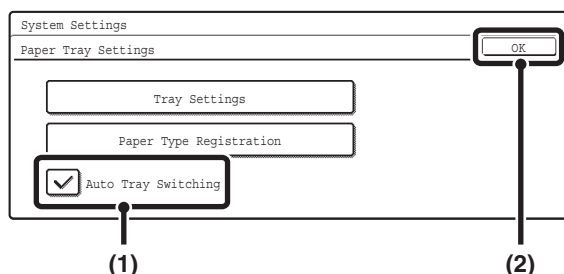 System Settings
Paper Tray Settings
OK
Tray Settings
Paper Type Registration
Auto Tray Switching
(1)
(2)